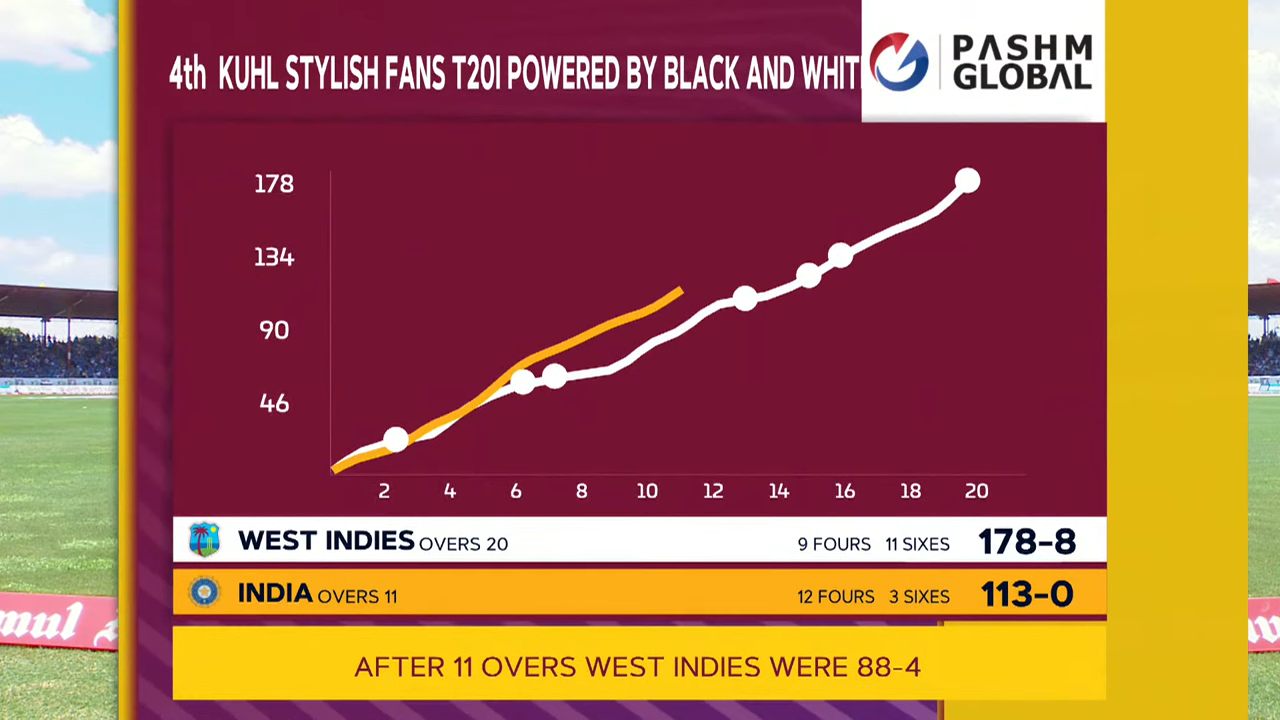 4th KUHL STYLISH FANS T20I POWERED BY BLACK AND WHIT
PASHM
GLOBAL
178
134
90
46
2 4 6 8 10 12 14 16 18 20
WEST INDIES OVERS 20 9 FOURS 11 SIXES 178-8
INDIA OVERS 11 12 FOURS 3 SIXES 113-0
AFTER 11 OVERS WEST INDIES WERE 88-4
mul